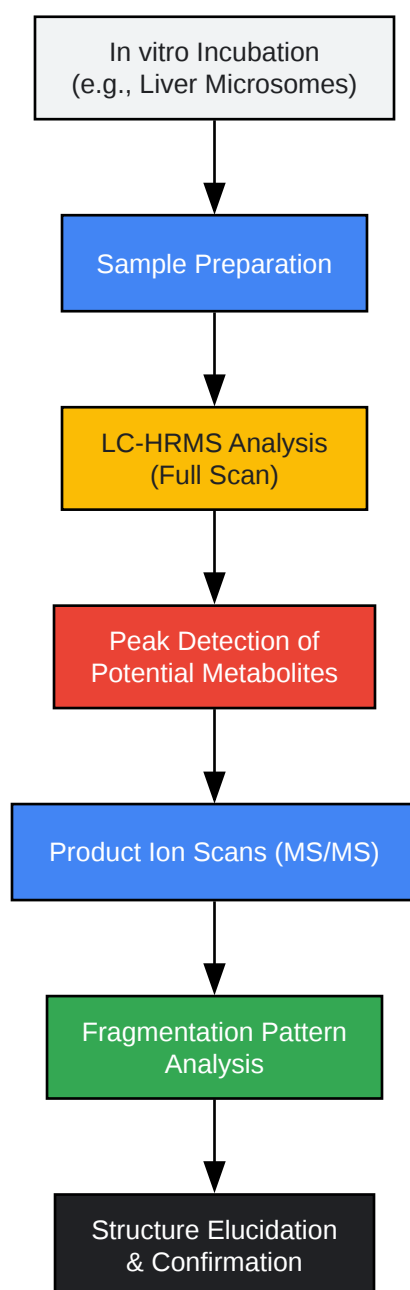 In vitro Incubation
(e.g., Liver Microsomes)
Sample Preparation
LC-HRMS Analysis
(Full Scan)
Peak Detection of
Potential Metabolites
Product Ion Scans (MS/MS)
Fragmentation Pattern
Analysis
Structure Elucidation
& Confirmation